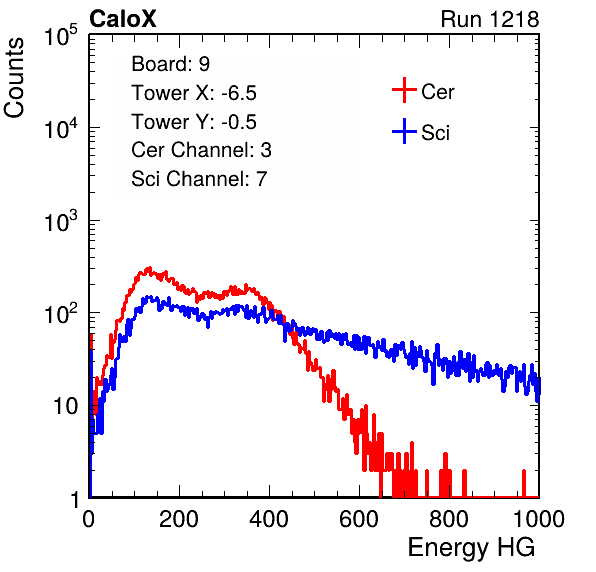 CaloX Run 1218
Counts
10^5
10^4
10^3
10^2
10
1
Board: 9
Tower X: -6.5
Tower Y: -0.5
Cer Channel: 3
Sci Channel: 7
Cer
Sci
0 200 400 600 800 1000
Energy HG